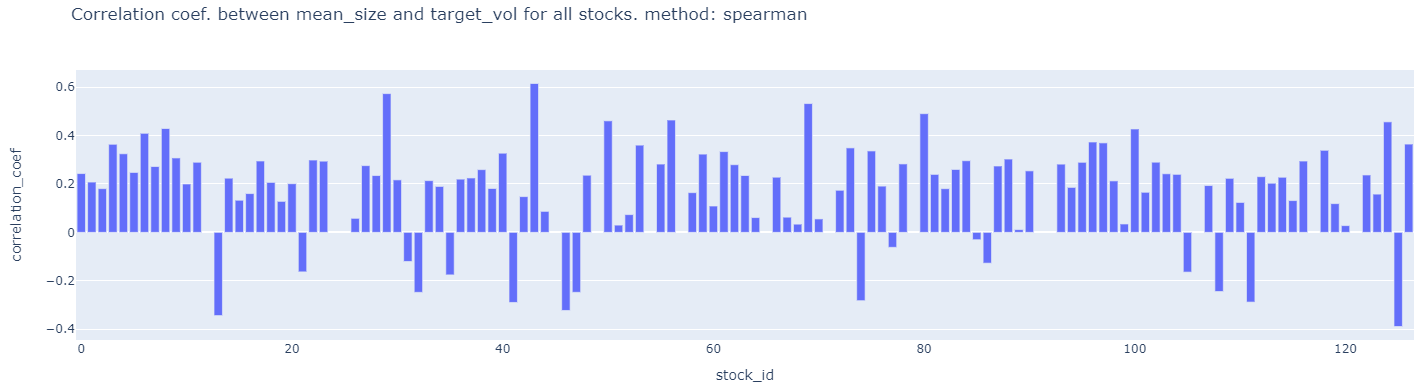 Correlation coef. between mean_size and target_vol for all stocks. method: spearman
correlation_coef
0.6
0.4
0.2
0
−0.2
−0.4
0 20 40 60 80 100 120
stock_id